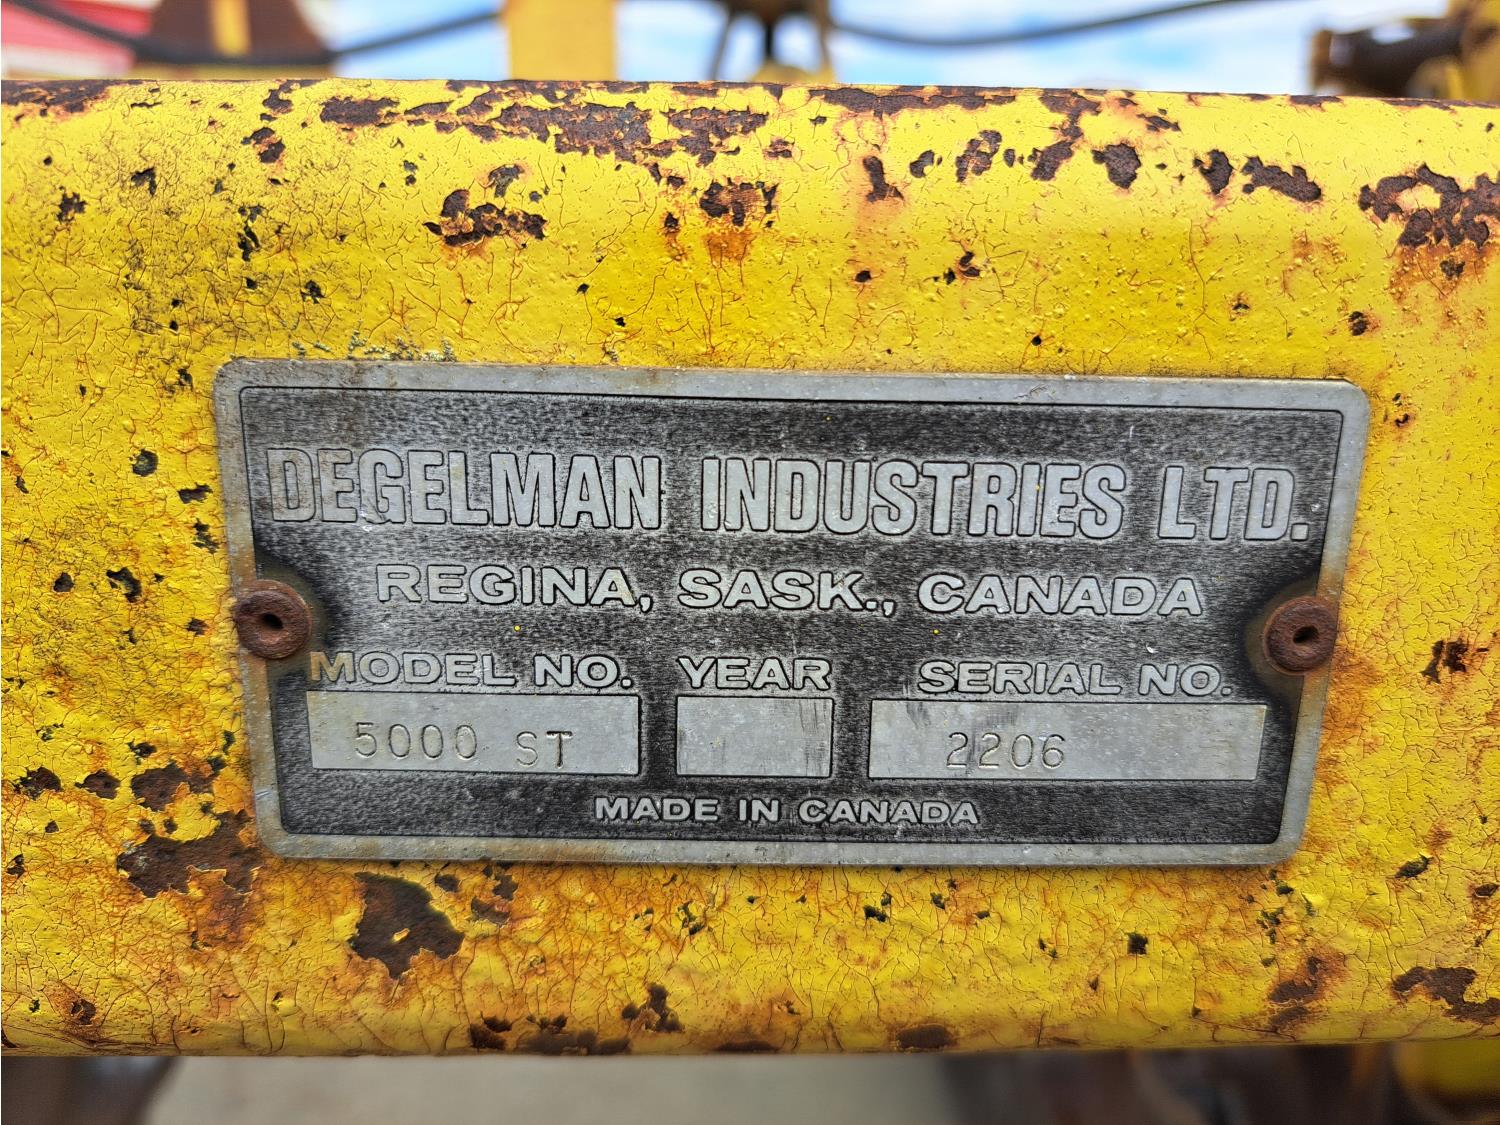 DEGELMAN INDUSTRIES LTD.
REGINA, SASK., CANADA
MODEL NO. YEAR SERIAL NO.
5000 ST 2206
MADE IN CANADA